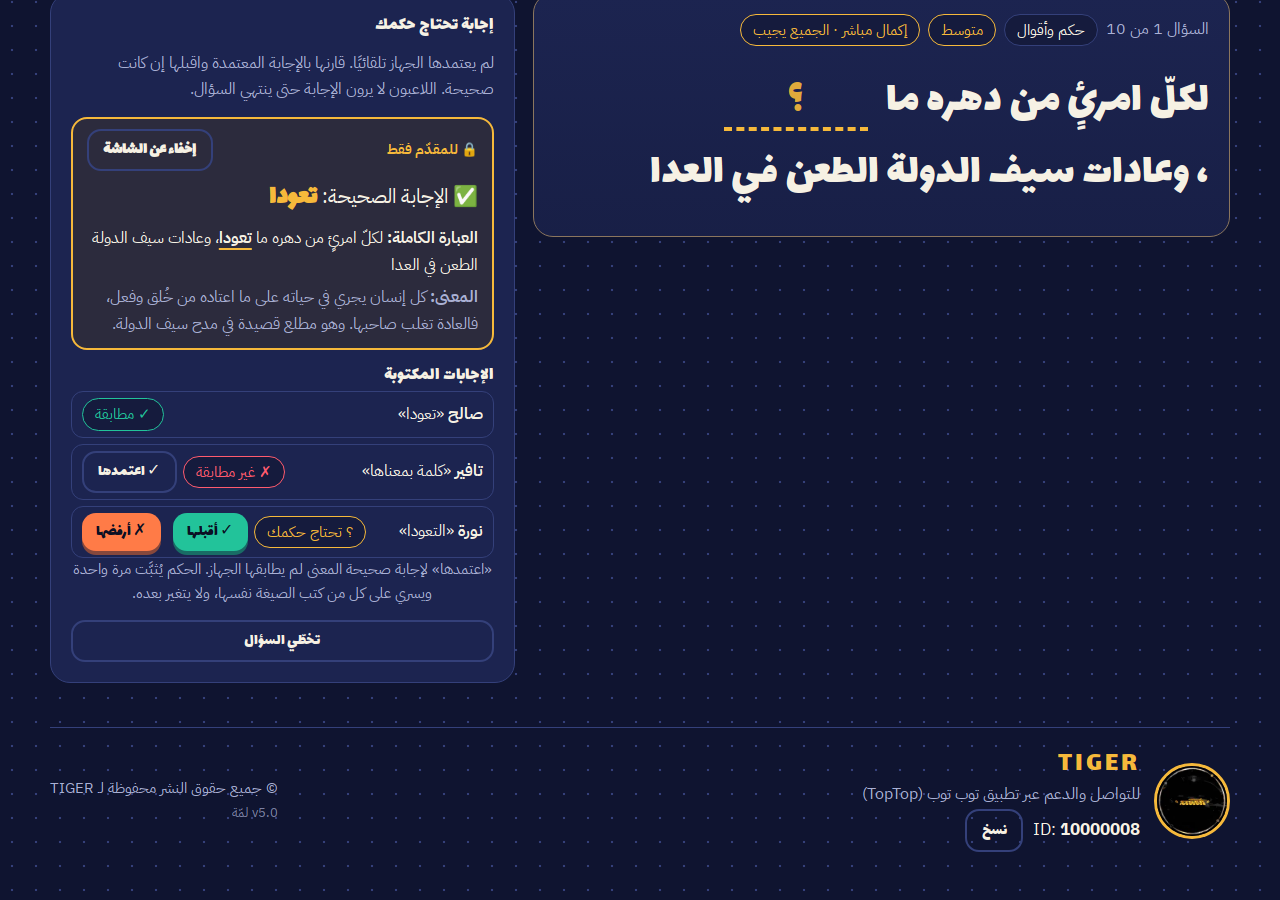 السؤال 1 من 10 حكم وأقوال متوسط إكمال مباشر · الجميع يجيب
لكلّ امرئٍ من دهره ما ؟
، وعادات سيف الدولة الطعن في العدا
إجابة تحتاج حكمك
لم يعتمدها الجهاز تلقائيًا. قارنها بالإجابة المعتمدة واقبلها إن كانت
صحيحة. اللاعبون لا يرون الإجابة حتى ينتهي السؤال.
🔒 للمقدّم فقط إخفاء عن الشاشة
✅ الإجابة الصحيحة: تعودا
العبارة الكاملة: لكلّ امرئٍ من دهره ما تعودا، وعادات سيف الدولة
الطعن في العدا
المعنى: كل إنسان يجري في حياته على ما اعتاده من خُلق وفعل،
فالعادة تغلب صاحبها. وهو مطلع قصيدة في مدح سيف الدولة.
الإجابات المكتوبة
صالح «تعودا» ✓ مطابقة
تافير «كلمة بمعناها» ✗ غير مطابقة ✓ اعتمدها
نورة «التعودا» ؟ تحتاج حكمك ✓ أقبلها ✗ أرفضها
«اعتمدها» لإجابة صحيحة المعنى لم يطابقها الجهاز. الحكم يُثبَّت مرة واحدة
ويسري على كل من كتب الصيغة نفسها، ولا يتغير بعده.
تخطّي السؤال
TIGER
للتواصل والدعم عبر تطبيق توب توب (TopTop)
ID: 10000008 نسخ
© جميع حقوق النشر محفوظة لـ TIGER
لمّة v5.0